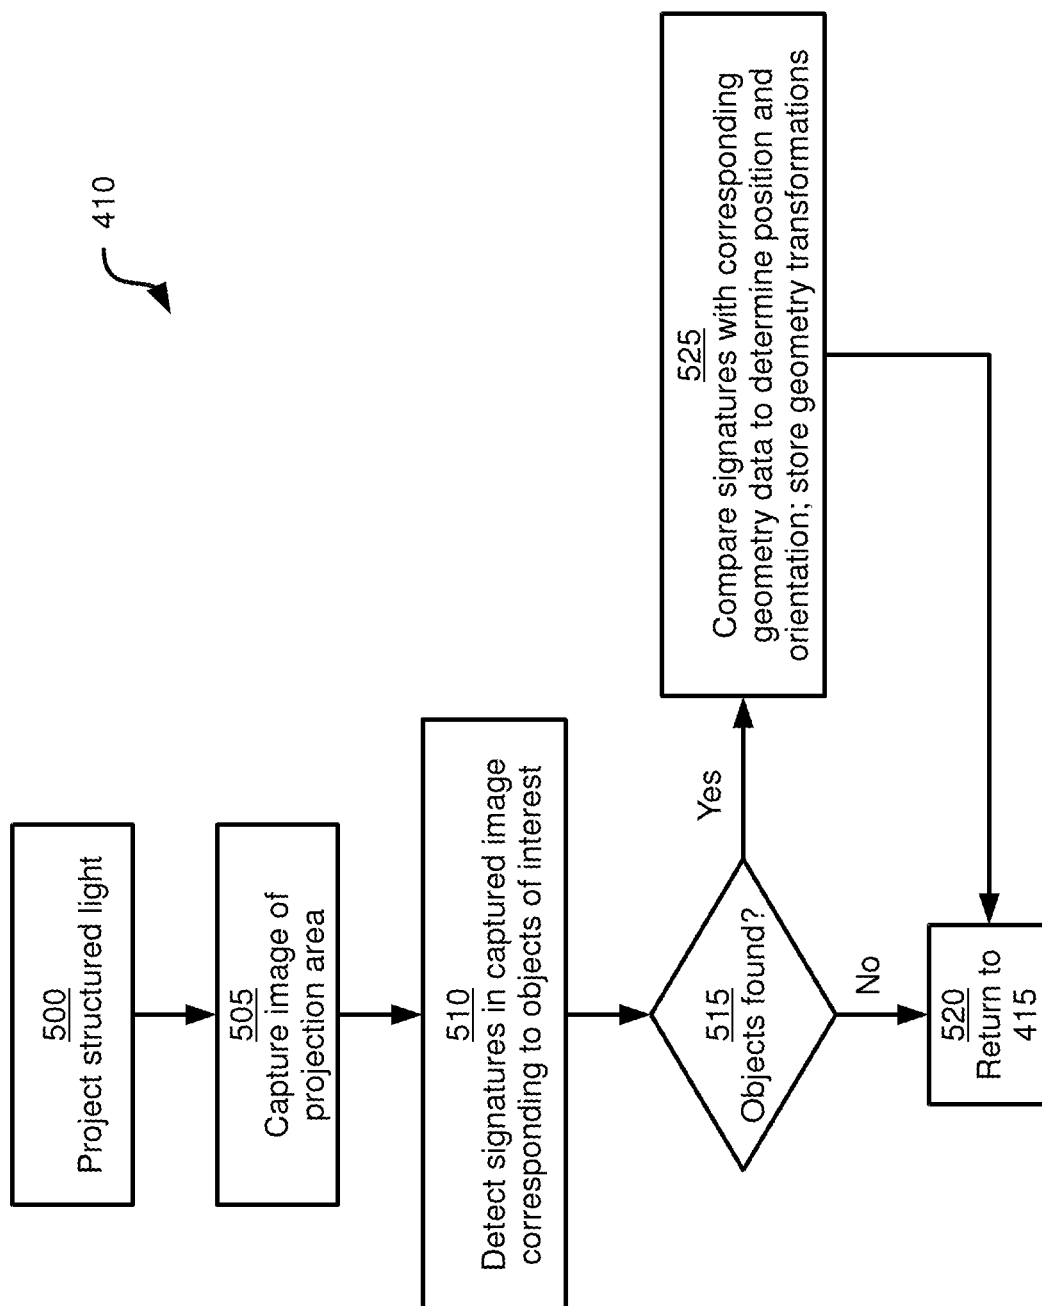 410
500
Project structured light
505
Capture image of
projection area
510
Detect signatures in captured image
corresponding to objects of interest
515
Objects found?
Yes
No
525
Compare signatures with corresponding
geometry data to determine position and
orientation; store geometry transformations
520
Return to
415